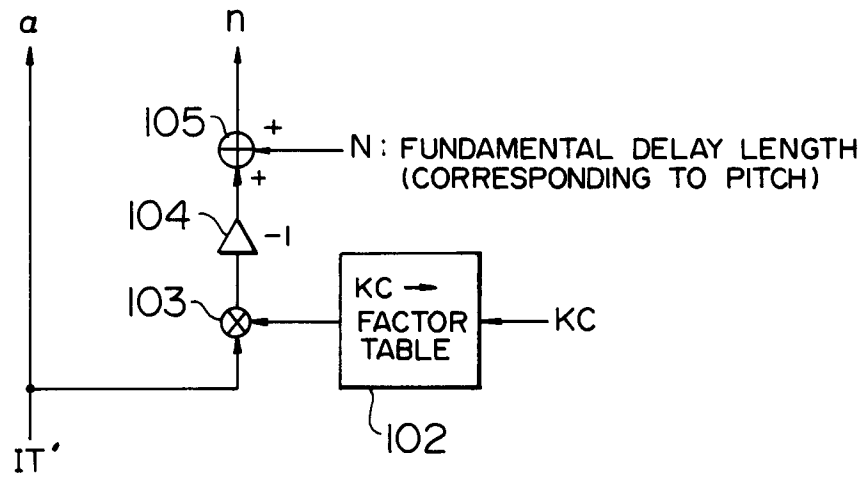 a
n
105
+
N: FUNDAMENTAL DELAY LENGTH
(CORRESPONDING TO PITCH)
+
104
-1
103
KC →
FACTOR
TABLE
KC
102
IT'